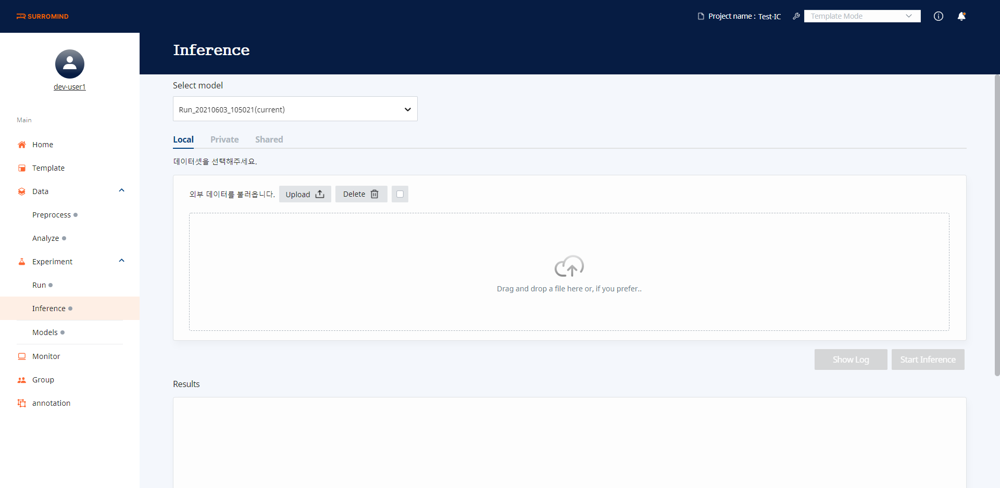 SURROMIND
Project name : Test-IC
Template Mode
Inference
dev-user1
Main
Home
Template
Data
Preprocess
Analyze
Experiment
Run
Inference
Models
Monitor
Group
annotation
Select model
Run_20210603_105021(current)
Local Private Shared
데이터셋을 선택해주세요.
외부 데이터를 불러옵니다. Upload Delete
Drag and drop a file here or, if you prefer..
Show Log Start Inference
Results